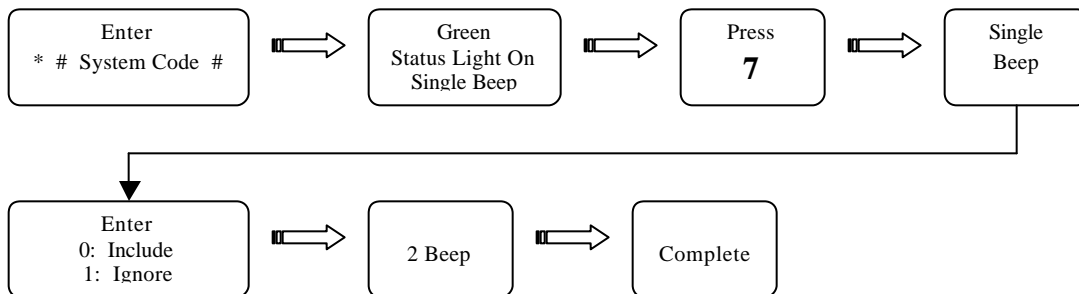 Enter
* # System Code #
Green
Status Light On
Single Beep
Press
7
Single
Beep
Enter
0: Include
1: Ignore
2 Beep
Complete